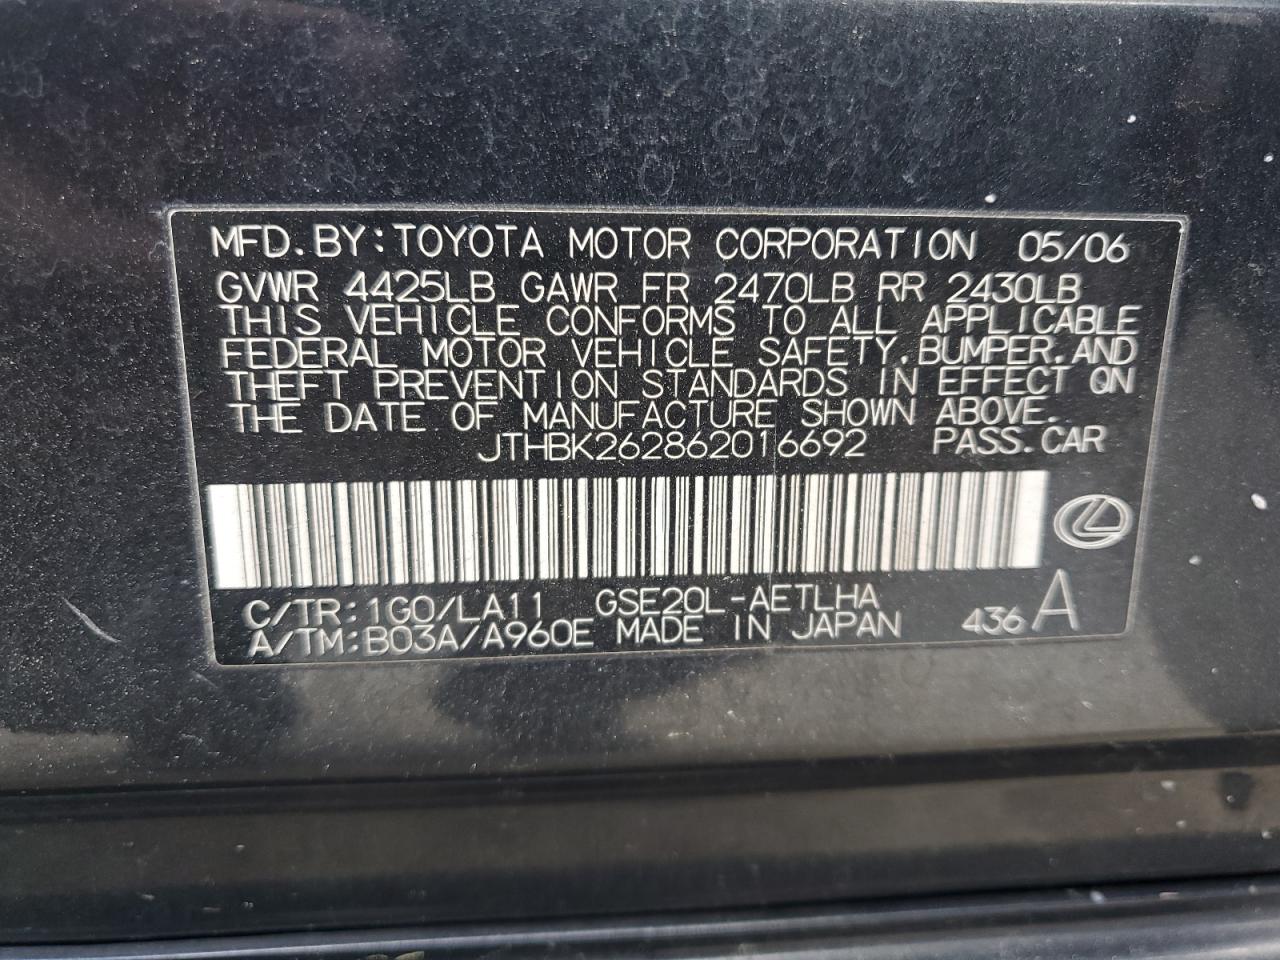 MFD.BY:TOYOTA MOTOR CORPORATION 05/06
GVWR 4425LB GAWR FR 2470LB RR 2430LB
THIS VEHICLE CONFORMS TO ALL APPLICABLE
FEDERAL MOTOR VEHICLE SAFETY,BUMPER,AND
THEFT PREVENTION STANDARDS IN EFFECT ON
THE DATE OF MANUFACTURE SHOWN ABOVE.
JTHBK262862016692 PASS.CAR
C/TR:1G0/LA11 GSE20L-AETLHA
A/TM:B03A/A960E MADE IN JAPAN 436 A